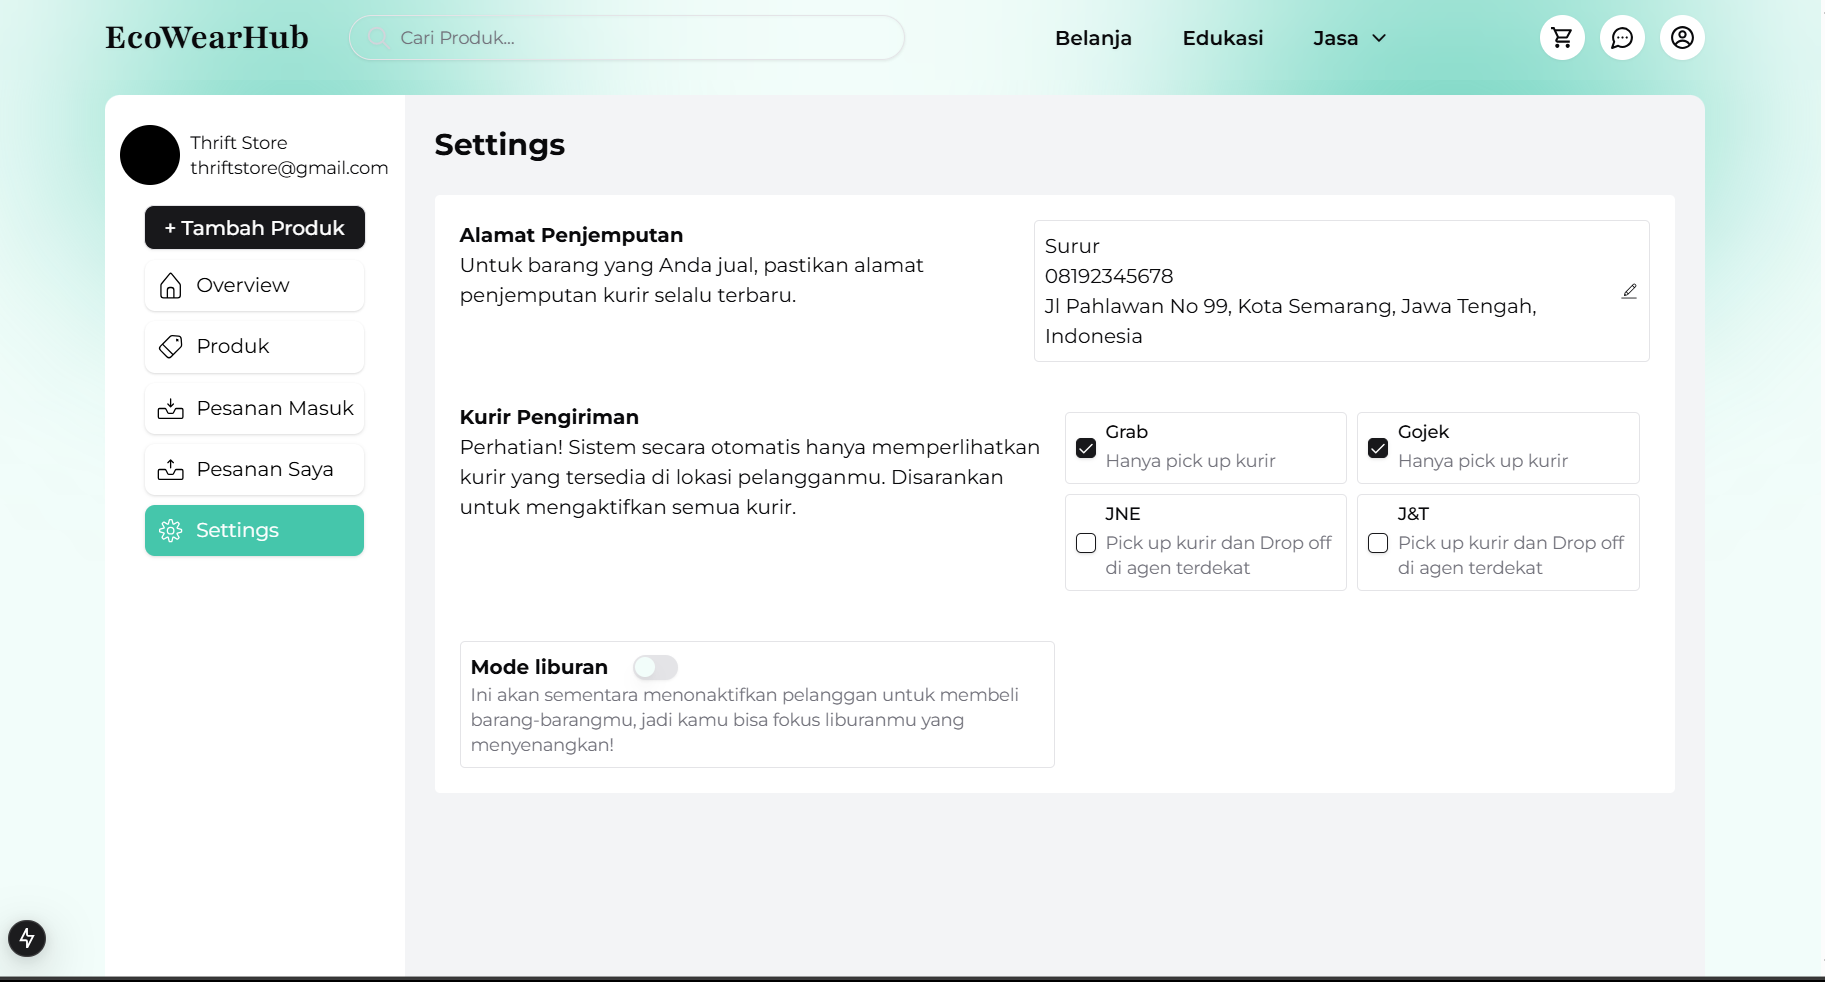 EcoWearHub
Cari Produk...
Belanja
Edukasi
Jasa
Thrift Store
thriftstore@gmail.com
+ Tambah Produk
Overview
Produk
Pesanan Masuk
Pesanan Saya
Settings
Settings
Alamat Penjemputan
Untuk barang yang Anda jual, pastikan alamat
penjemputan kurir selalu terbaru.
Surur
08192345678
Jl Pahlawan No 99, Kota Semarang, Jawa Tengah,
Indonesia
Kurir Pengiriman
Perhatian! Sistem secara otomatis hanya memperlihatkan
kurir yang tersedia di lokasi pelangganmu. Disarankan
untuk mengaktifkan semua kurir.
Grab
Hanya pick up kurir
Gojek
Hanya pick up kurir
JNE
Pick up kurir dan Drop off
di agen terdekat
J&T
Pick up kurir dan Drop off
di agen terdekat
Mode liburan
Ini akan sementara menonaktifkan pelanggan untuk membeli
barang-barangmu, jadi kamu bisa fokus liburanmu yang
menyenangkan!